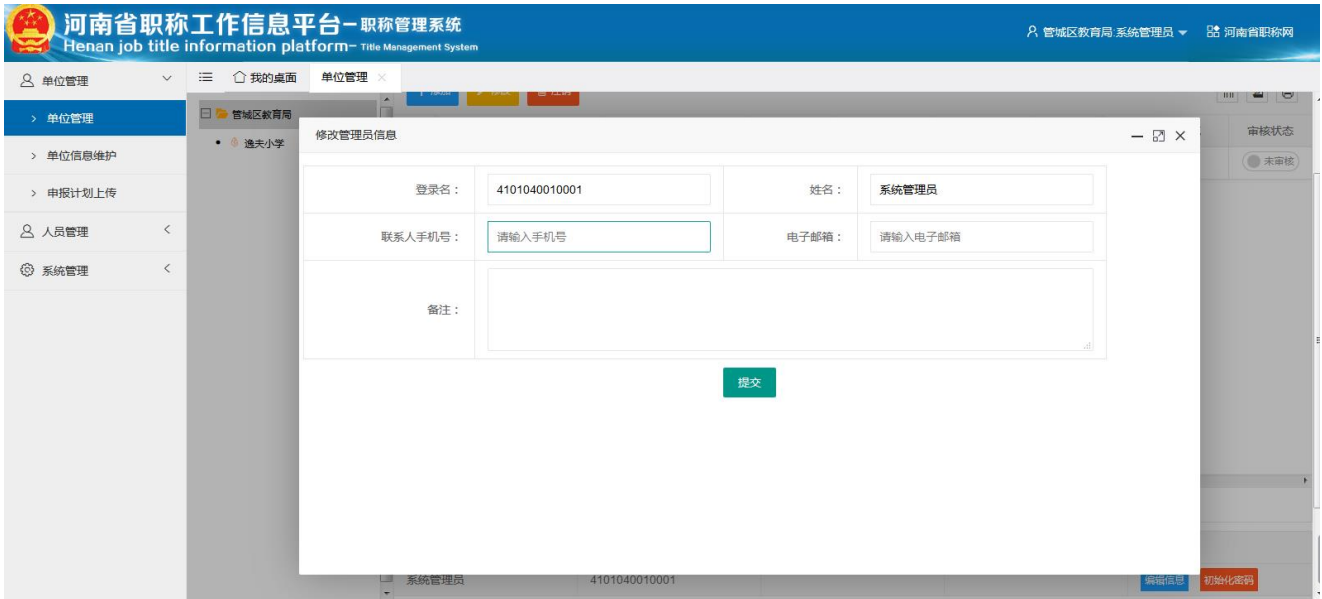 河南省职称工作信息平台-职称管理系统
Henan job title information platform- Title Management System
管城区教育局:系统管理员
河南省职称网
单位管理
我的桌面
单位管理
单位管理
单位信息维护
申报计划上传
人员管理
系统管理
管城区教育局
逸夫小学
审核状态
未审核
修改管理员信息
登录名：
4101040010001
姓名：
系统管理员
联系人手机号：
请输入手机号
电子邮箱：
请输入电子邮箱
备注：
提交
系统管理员
4101040010001
编辑信息
初始化密码